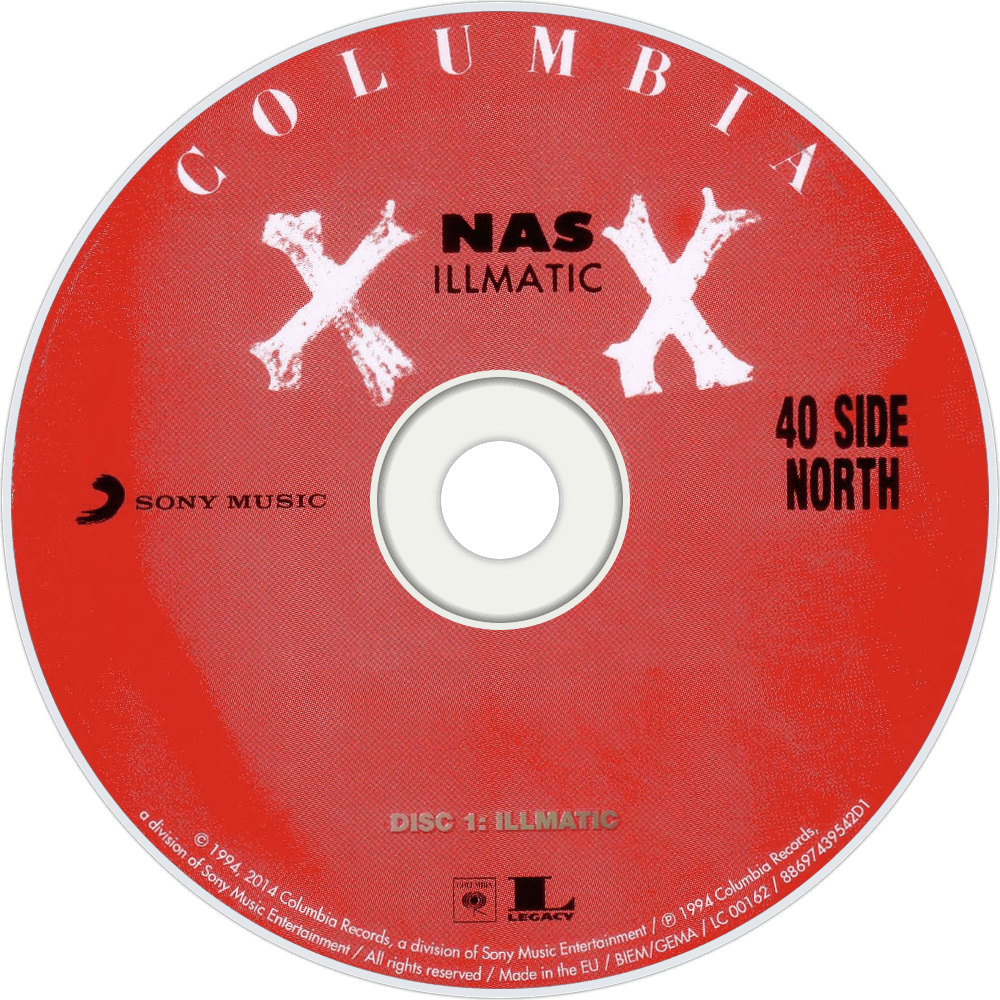 COLUMBIA
XX
NAS
ILLMATIC
40 SIDE
NORTH
SONY MUSIC
DISC 1: ILLMATIC
COLUMBIA
LEGACY
© 1994, 2014 Columbia Records, a division of Sony Music Entertainment / ℗ 1994 Columbia Records,
a division of Sony Music Entertainment / All rights reserved / Made in the EU / BIEM/GEMA / LC 00162 / 88697439542D1